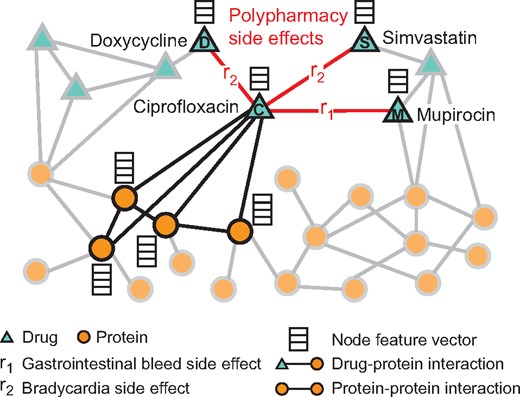 Polypharmacy
side effects
Doxycycline
D
S
Simvastatin
r2
r2
Ciprofloxacin
C
r1
M
Mupirocin
Drug
Protein
Node feature vector
r1 Gastrointestinal bleed side effect
Drug-protein interaction
r2 Bradycardia side effect
Protein-protein interaction